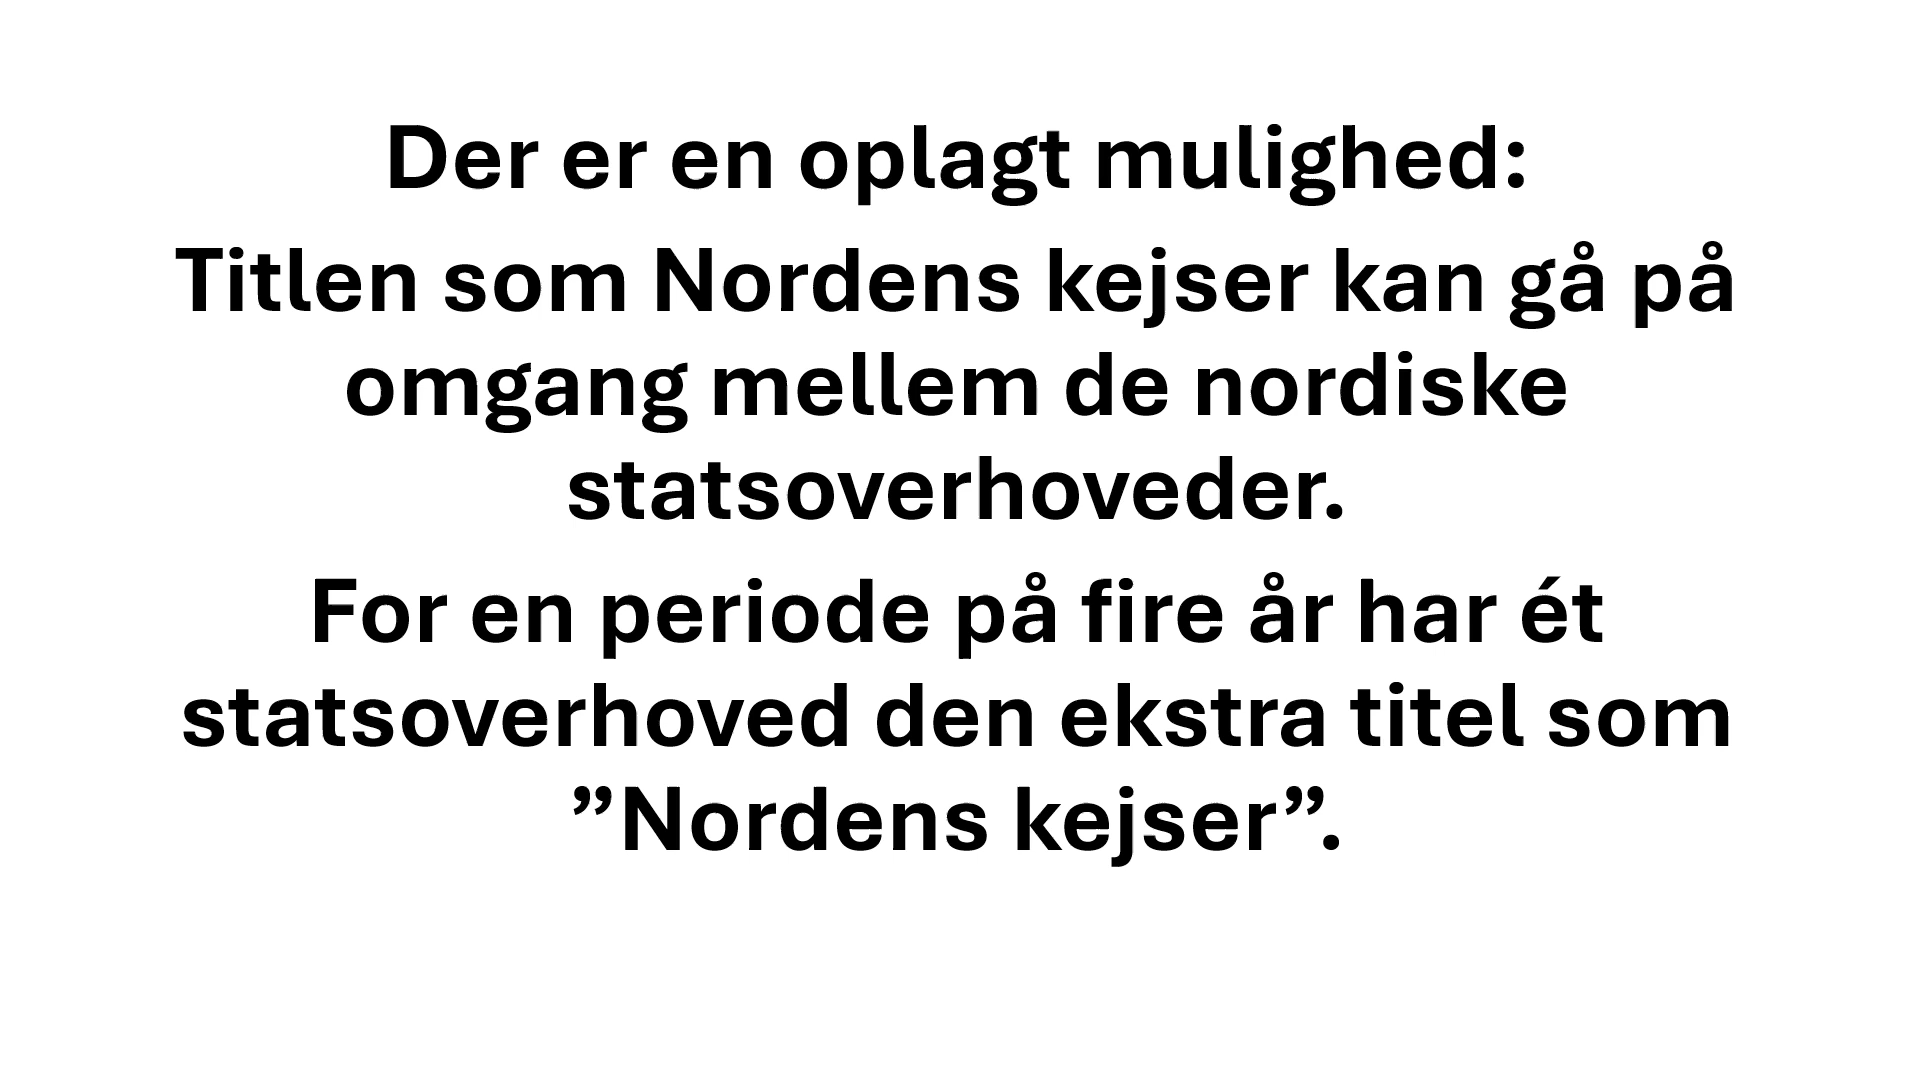 Der er en oplagt mulighed:
Titlen som Nordens kejser kan gå på
omgang mellem de nordiske
statsoverhoveder.
For en periode på fire år har ét
statsoverhoved den ekstra titel som
”Nordens kejser”.